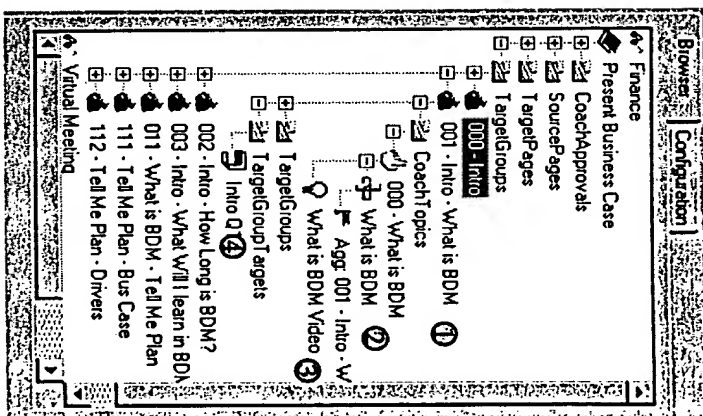 Browser Configuration
Finance
Present Business Case
CoachApprovals
SourcePages
TargetPages
TargetGroups
000 - Intro
001 - Intro - What is BDM ①
CoachTopics
000 - What is BDM
What is BDM ②
Agg: 001 - Intro - W
What is BDM Video ③
TargetGroups
TargetGroupTargets
Intro Q ④
002 - Intro - How Long is BDM?
003 - Intro - What Will I learn in BDM
011 - What is BDM - Tell Me Plan
111 - Tell Me Plan - Bus Case
112 - Tell Me Plan - Drivers
Virtual Meeting